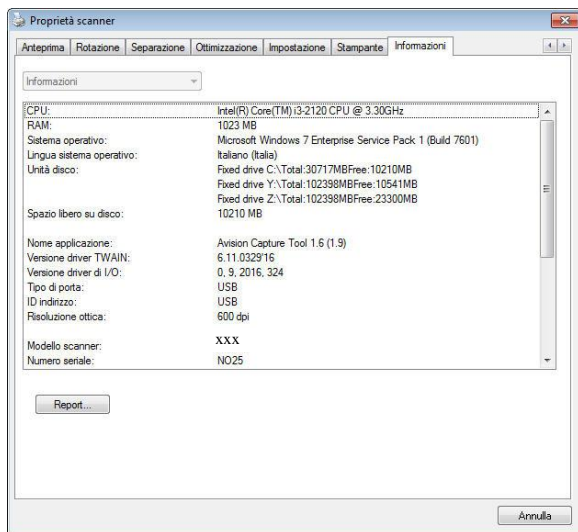 Proprietà scanner
Anteprima Rotazione Separazione Ottimizzazione Impostazione Stampante Informazioni
Informazioni
CPU: Intel(R) Core(TM) i3-2120 CPU @ 3.30GHz
RAM: 1023 MB
Sistema operativo: Microsoft Windows 7 Enterprise Service Pack 1 (Build 7601)
Lingua sistema operativo: Italiano (Italia)
Unità disco: Fixed drive C:\Total:30717MBFree:10210MB
Fixed drive Y:\Total:102398MBFree:10541MB
Fixed drive Z:\Total:102398MBFree:23300MB
Spazio libero su disco: 10210 MB
Nome applicazione: Avision Capture Tool 1.6 (1.9)
Versione driver TWAIN: 6.11.0329'16
Versione driver di I/O: 0, 9, 2016, 324
Tipo di porta: USB
ID indirizzo: USB
Risoluzione ottica: 600 dpi
Modello scanner: xxx
Numero seriale: NO25
Report...
Annulla